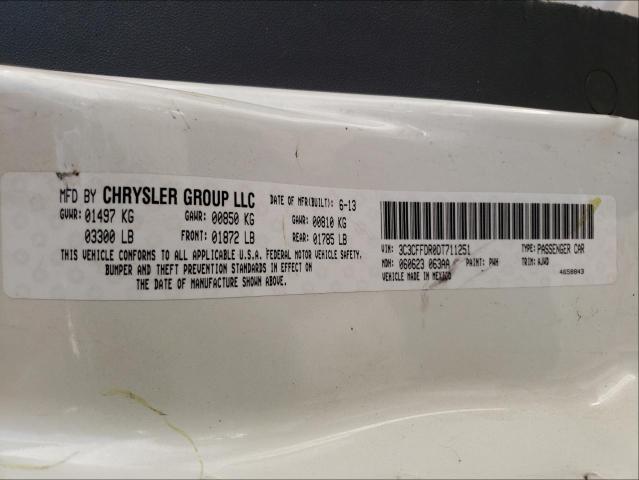 MFD BY CHRYSLER GROUP LLC DATE OF MFR(BUILT): 6-13
GVWR: 01497 KG GAWR: 00850 KG GAWR: 00810 KG
03300 LB FRONT: 01872 LB REAR: 01785 LB
THIS VEHICLE CONFORMS TO ALL APPLICABLE U.S.A. FEDERAL MOTOR VEHICLE SAFETY,
BUMPER AND THEFT PREVENTION STANDARDS IN EFFECT ON
THE DATE OF MANUFACTURE SHOWN ABOVE.
VIN: 3C3CFFDR0DT711251 TYPE: PASSENGER CAR
MDH: 060623 063AA PAINT: PWH TRIM: AJWD
VEHICLE MADE IN MEXICO 4658843